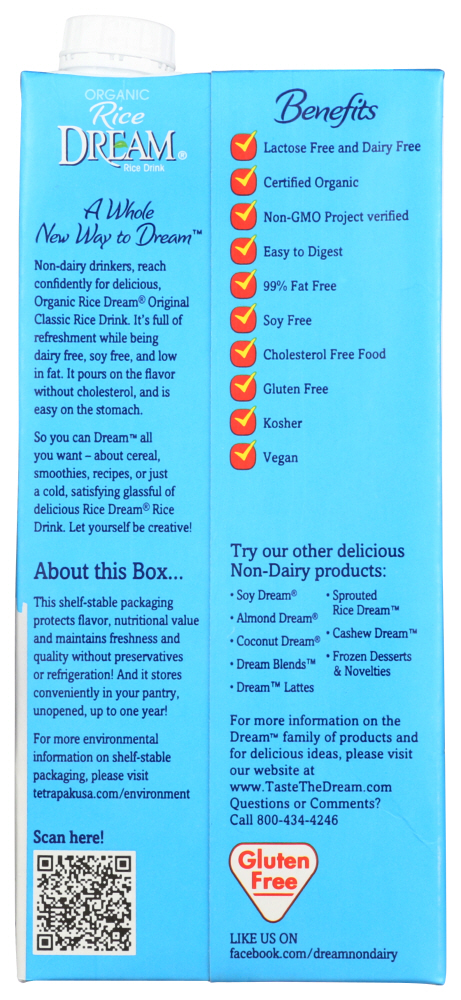 ORGANIC
Rice
DREAM®
Rice Drink
A Whole
New Way to Dream™
Non-dairy drinkers, reach
confidently for delicious,
Organic Rice Dream® Original
Classic Rice Drink. It's full of
refreshment while being
dairy free, soy free, and low
in fat. It pours on the flavor
without cholesterol, and is
easy on the stomach.
So you can Dream™ all
you want – about cereal,
smoothies, recipes, or just
a cold, satisfying glassful of
delicious Rice Dream® Rice
Drink. Let yourself be creative!
About this Box...
This shelf-stable packaging
protects flavor, nutritional value
and maintains freshness and
quality without preservatives
or refrigeration! And it stores
conveniently in your pantry,
unopened, up to one year!
For more environmental
information on shelf-stable
packaging, please visit
tetrapakusa.com/environment
Scan here!
Benefits
Lactose Free and Dairy Free
Certified Organic
Non-GMO Project verified
Easy to Digest
99% Fat Free
Soy Free
Cholesterol Free Food
Gluten Free
Kosher
Vegan
Try our other delicious
Non-Dairy products:
• Soy Dream®
• Almond Dream®
• Coconut Dream®
• Dream Blends™
• Dream™ Lattes
• Sprouted
Rice Dream™
• Cashew Dream™
• Frozen Desserts
& Novelties
For more information on the
Dream™ family of products and
for delicious ideas, please visit
our website at
www.TasteTheDream.com
Questions or Comments?
Call 800-434-4246
Gluten
Free
LIKE US ON
facebook.com/dreamnondairy